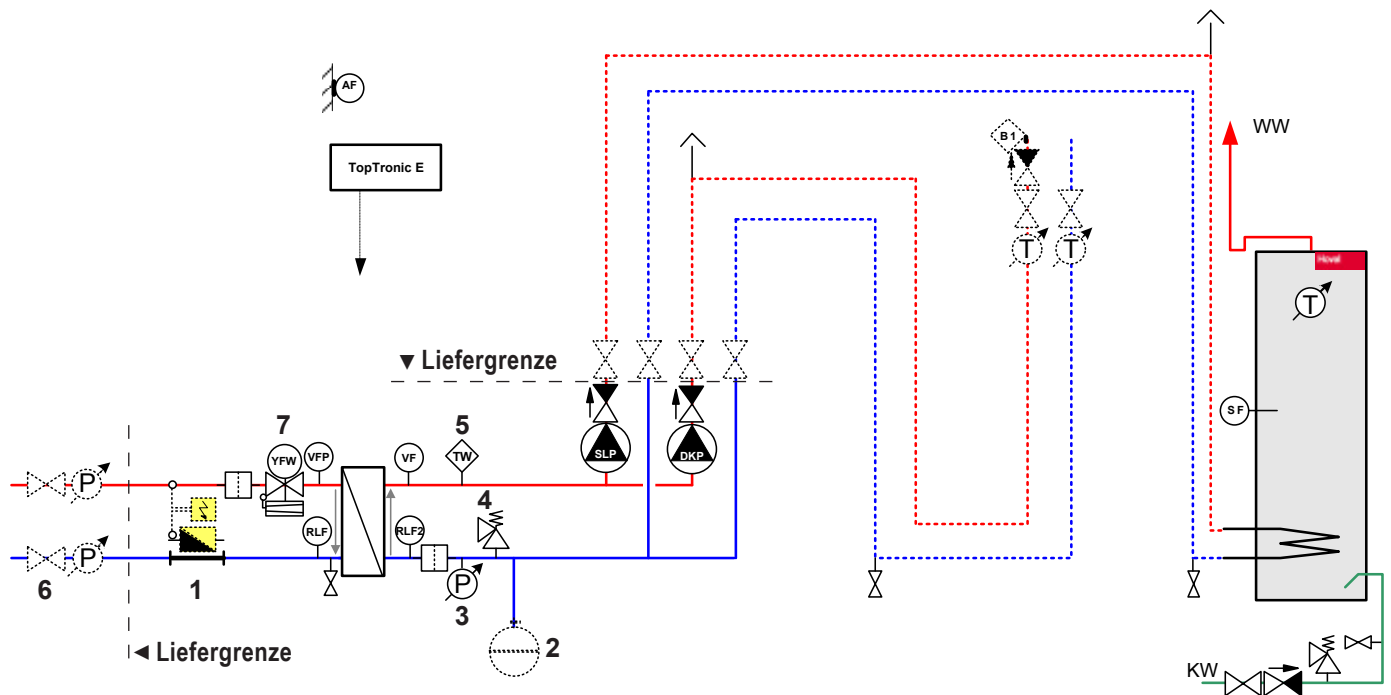 AF
TopTronic E
B1
WW
T
T
Hoval
T
▼ Liefergrenze
SF
7
5
YFW
VFP
VF
TW
SLP
DKP
P
4
RLF
RLF2
P
P
6
1
3
2
◄ Liefergrenze
KW